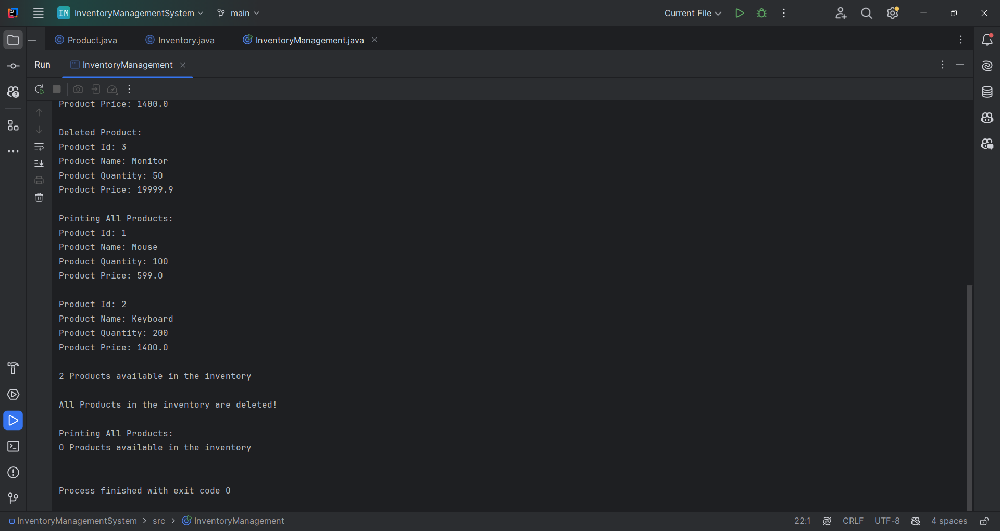 IM InventoryManagementSystem main Current File
Product.java Inventory.java InventoryManagement.java
Run InventoryManagement
Product Price: 1400.0
Deleted Product:
Product Id: 3
Product Name: Monitor
Product Quantity: 50
Product Price: 19999.9
Printing All Products:
Product Id: 1
Product Name: Mouse
Product Quantity: 100
Product Price: 599.0
Product Id: 2
Product Name: Keyboard
Product Quantity: 200
Product Price: 1400.0
2 Products available in the inventory
All Products in the inventory are deleted!
Printing All Products:
0 Products available in the inventory
Process finished with exit code 0
InventoryManagementSystem > src > InventoryManagement 22:1 CRLF UTF-8 4 spaces